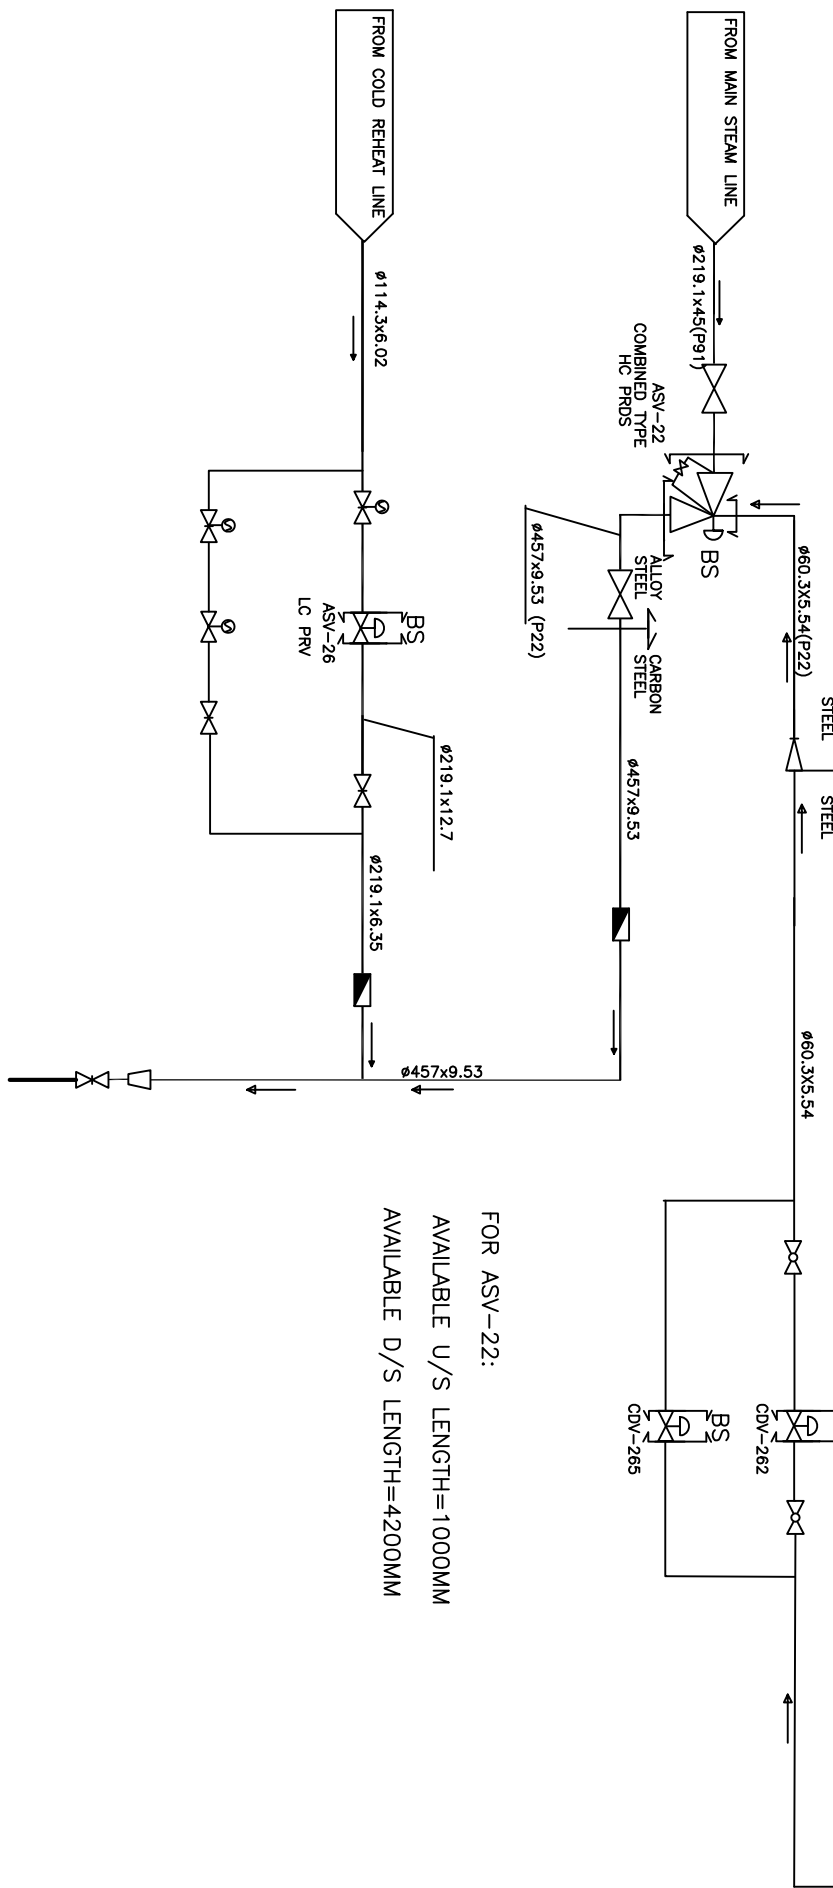 FROM MAIN STEAM LINE
ø219.1x45(P91)
ASV-22
COMBINED TYPE
HC PRDS
BS
ø60.3X5.54(P22)
STEEL
STEEL
ø60.3X5.54
ALLOY
STEEL
CARBON
STEEL
ø457x9.53 (P22)
ø457x9.53
FROM COLD REHEAT LINE
ø114.3x6.02
BS
ASV-26
LC PRV
ø219.1x12.7
ø219.1x6.35
ø457x9.53
CDV-262
BS
CDV-265
FOR ASV-22:
AVAILABLE U/S LENGTH=1000MM
AVAILABLE D/S LENGTH=4200MM